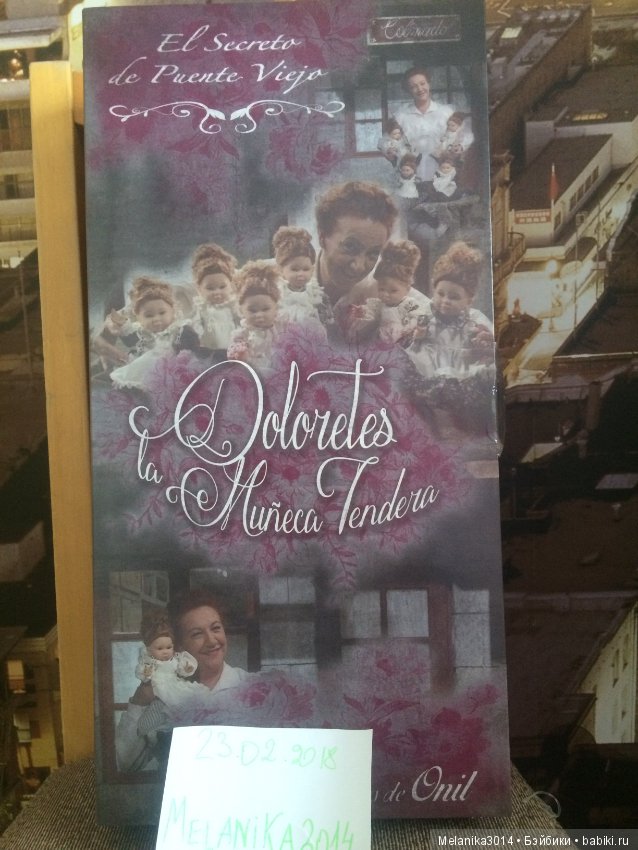 El Secreto
de Puente Viejo
Colmado
Doloretes
la Muñeca Tendera
23.02.2018
MELANIKA2014
de Onil
Melanika3014 • Бэйбики • babiki.ru